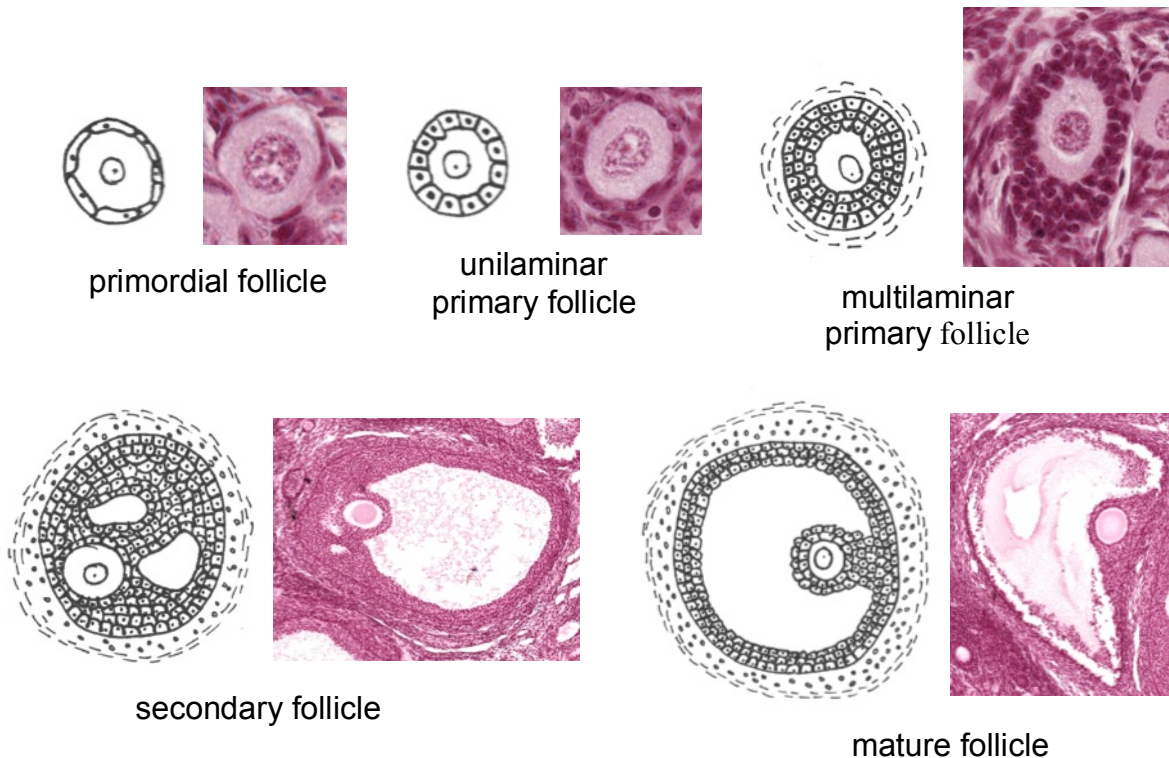 primordial follicle
unilaminar
primary follicle
multilaminar
primary follicle
secondary follicle
mature follicle